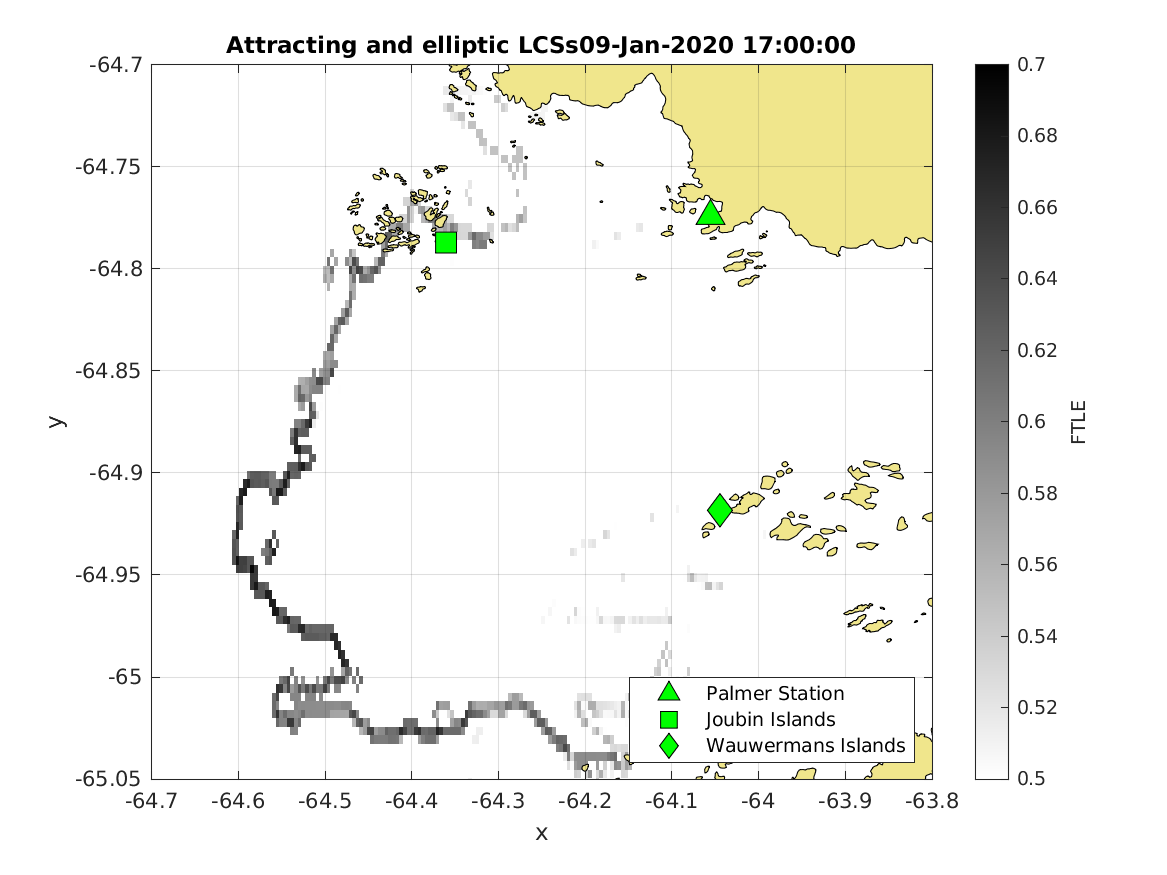 Attracting and elliptic LCSs09-Jan-2020 17:00:00
-64.7
-64.75
-64.8
-64.85
-64.9
-64.95
-65
-65.05
y
-64.7 -64.6 -64.5 -64.4 -64.3 -64.2 -64.1 -64 -63.9 -63.8
x
Palmer Station
Joubin Islands
Wauwermans Islands
0.7
0.68
0.66
0.64
0.62
0.6
0.58
0.56
0.54
0.52
0.5
FTLE